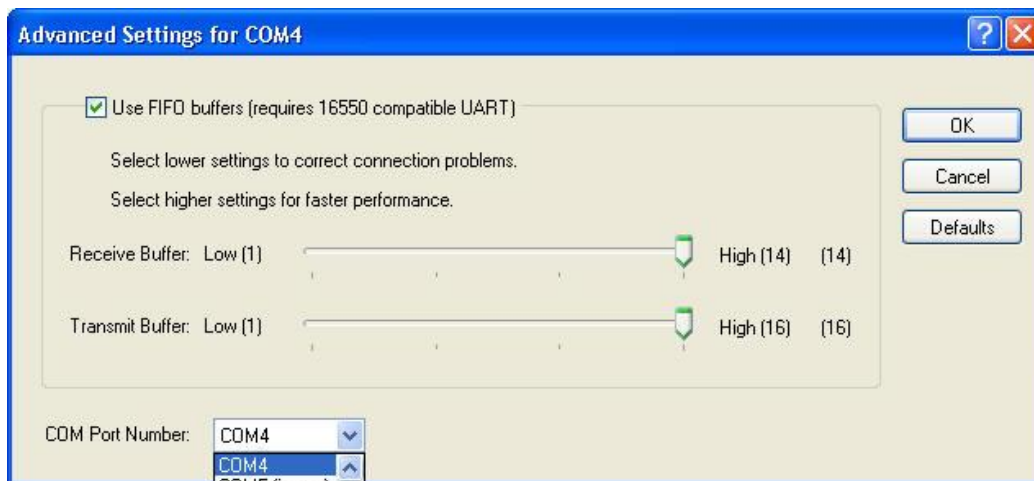 Advanced Settings for COM4
Use FIFO buffers (requires 16550 compatible UART)
OK
Select lower settings to correct connection problems.
Cancel
Select higher settings for faster performance.
Defaults
Receive Buffer: Low (1) High (14) (14)
Transmit Buffer: Low (1) High (16) (16)
COM Port Number: COM4
COM4